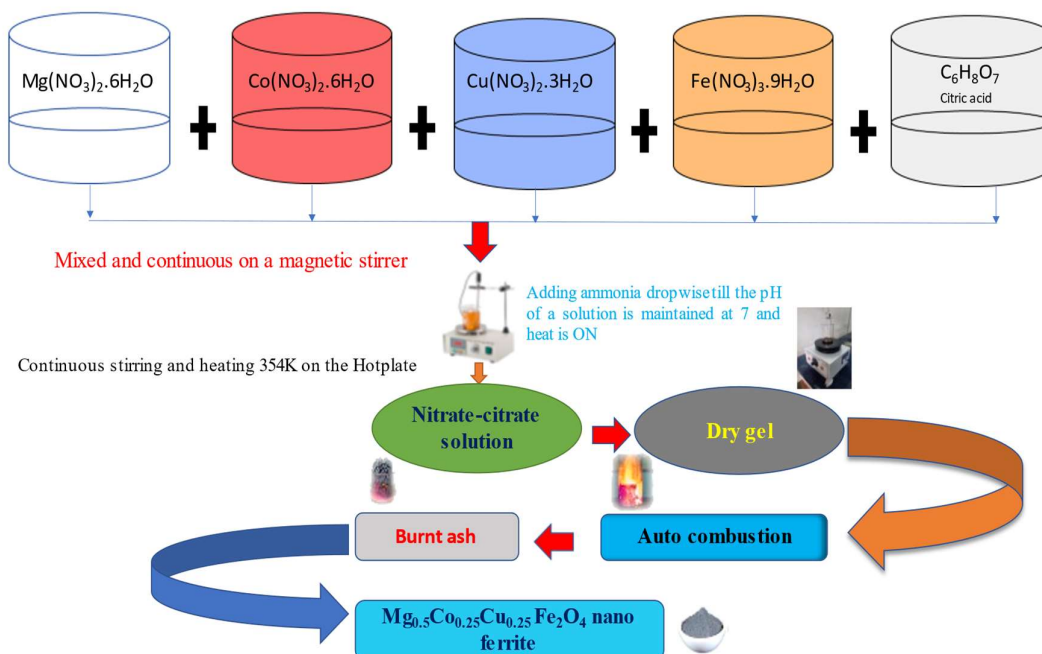 Mg(NO₃)₂.6H₂O
Co(NO₃)₂.6H₂O
Cu(NO₃)₂.3H₂O
Fe(NO₃)₃.9H₂O
C₆H₈O₇
Citric acid
Mixed and continuous on a magnetic stirrer
Adding ammonia dropwise till the pH
of a solution is maintained at 7 and
heat is ON
Continuous stirring and heating 354K on the Hotplate
Nitrate-citrate
solution
Dry gel
Burnt ash
Auto combustion
Mg₀.₅Co₀.₂₅Cu₀.₂₅Fe₂O₄ nano
ferrite